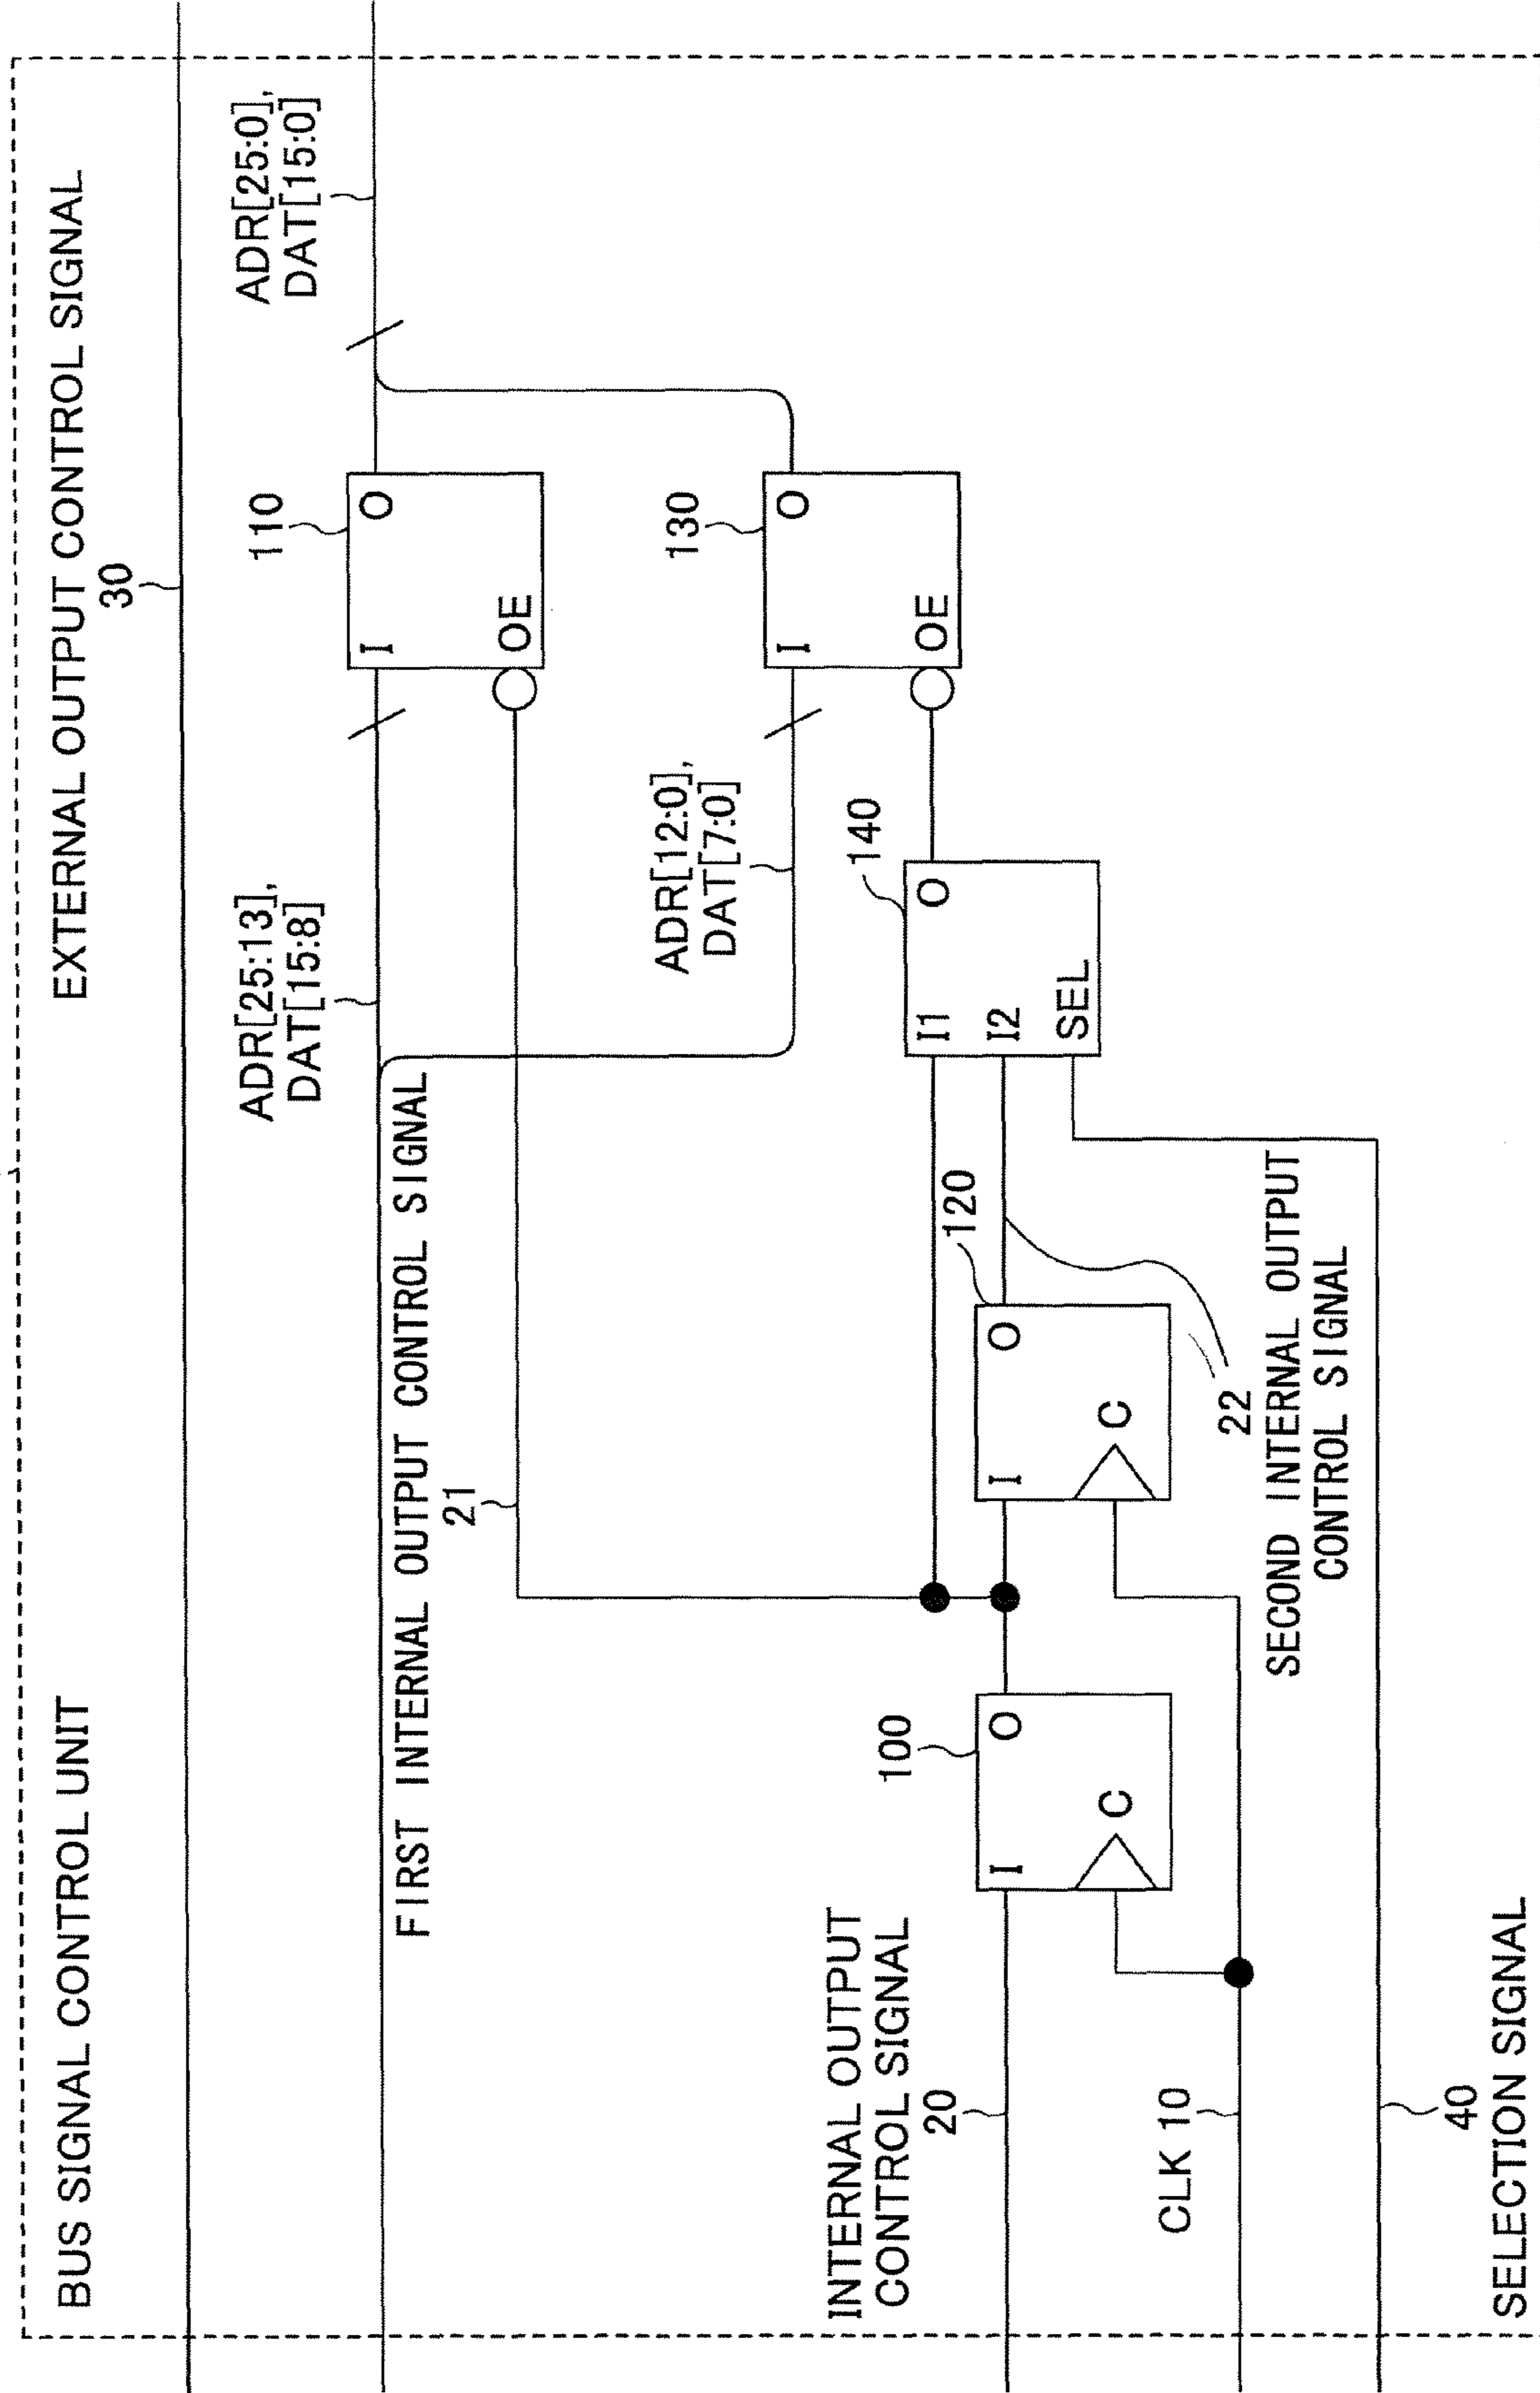 BUS SIGNAL CONTROL UNIT
EXTERNAL OUTPUT CONTROL SIGNAL
30
ADR[25:13],
DAT[15:8]
ADR[25:0],
DAT[15:0]
110
I
O
OE
FIRST INTERNAL OUTPUT CONTROL SIGNAL
21
ADR[12:0],
DAT[7:0]
130
I
O
OE
140
I1
I2
SEL
O
INTERNAL OUTPUT
CONTROL SIGNAL
20
100
I
O
C
120
I
O
C
22
SECOND INTERNAL OUTPUT
CONTROL SIGNAL
CLK 10
40
SELECTION SIGNAL